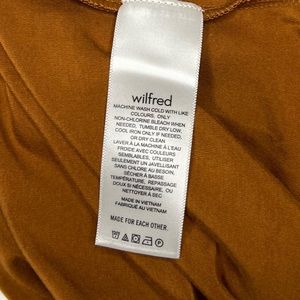 wilfred
MACHINE WASH COLD WITH LIKE
COLOURS, ONLY
NON-CHLORINE BLEACH WHEN
NEEDED, TUMBLE DRY LOW,
COOL IRON ONLY IF NEEDED,
OR DRY CLEAN
LAVER À LA MACHINE À L'EAU
FROIDE AVEC COULEURS
SEMBLABLES, UTILISER
SEULEMENT UN JAVELLISANT
SANS CHLORE AU BESOIN,
SÉCHER À BASSE
TEMPÉRATURE, REPASSAGE
DOUX SI NÉCESSAIRE, OU
NETTOYER À SEC
MADE IN VIETNAM
FABRIQUÉ AU VIETNAM
MADE FOR EACH OTHER.